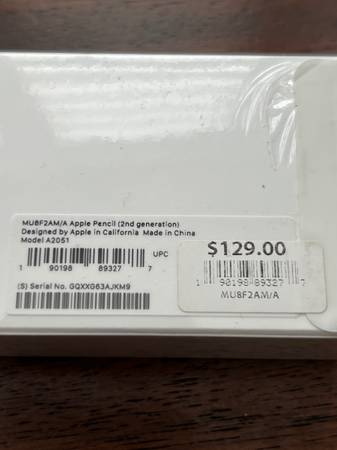 MU8F2AM/A Apple Pencil (2nd generation)
Designed by Apple in California Made in China
Model A2051
UPC
1 90198 89327 7
(S) Serial No. GQXXG63AJKM9
$129.00
1 90198 89327 7
MU8F2AM/A